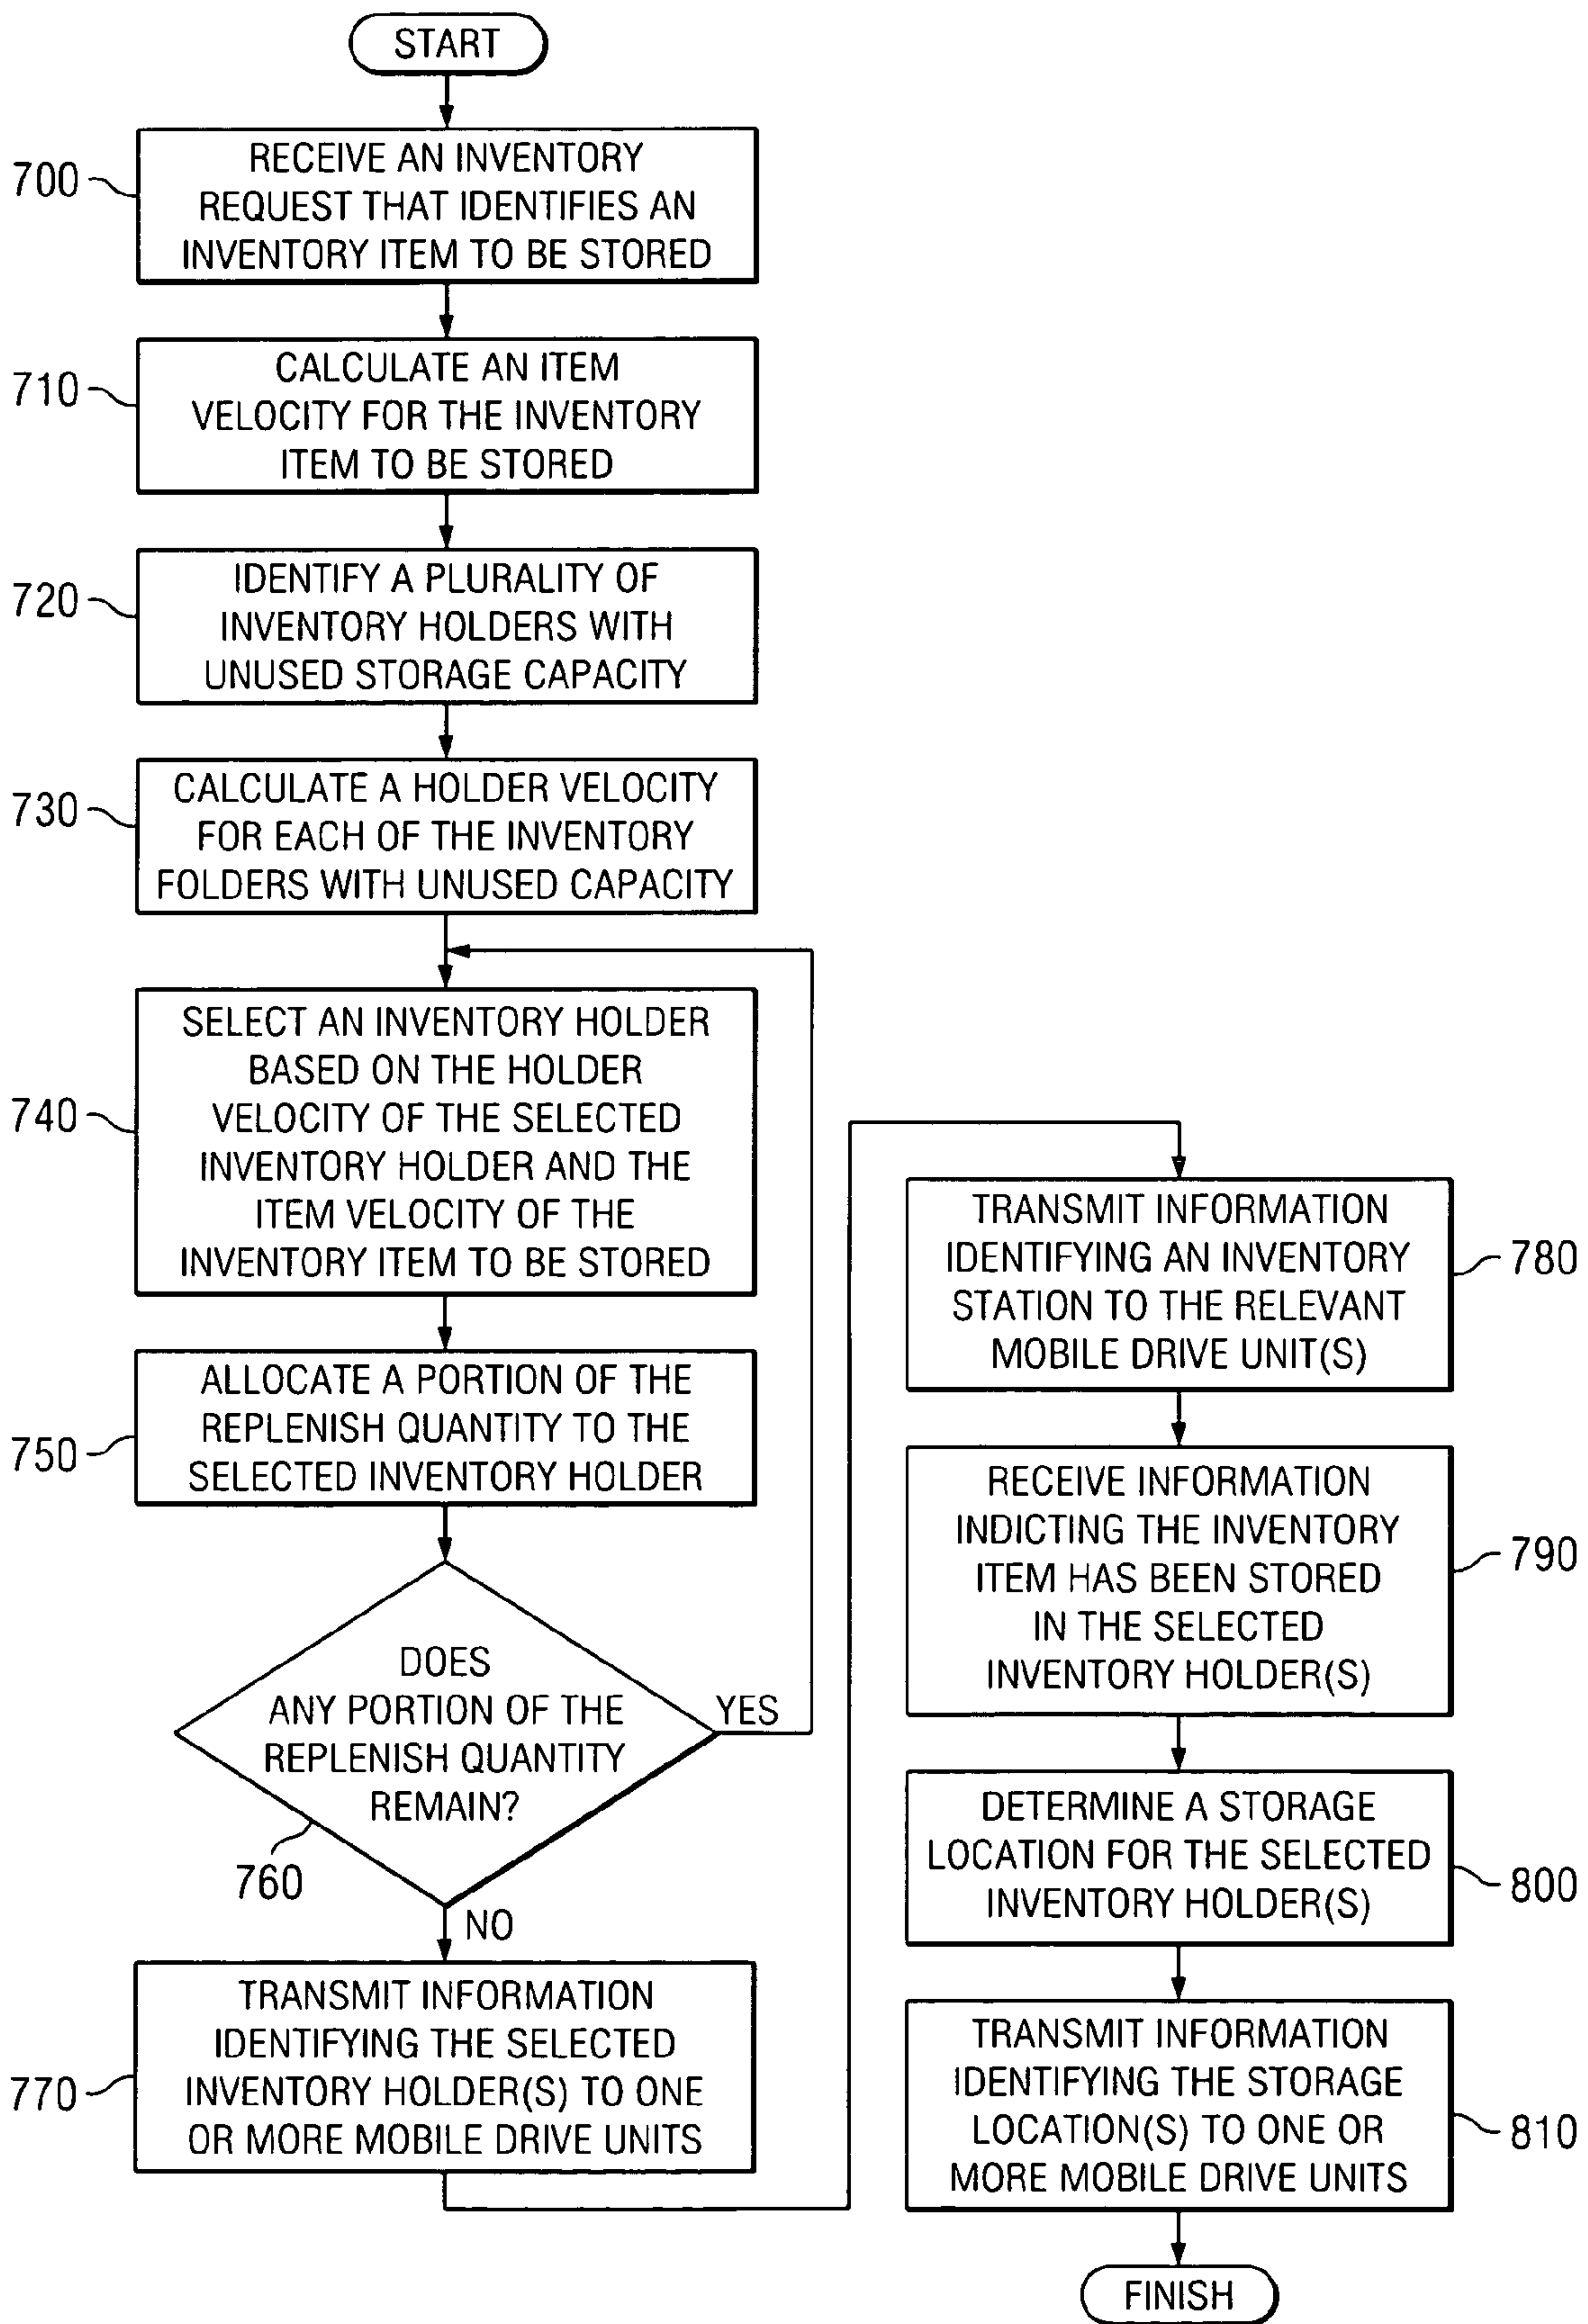 START
700
RECEIVE AN INVENTORY
REQUEST THAT IDENTIFIES AN
INVENTORY ITEM TO BE STORED
710
CALCULATE AN ITEM
VELOCITY FOR THE INVENTORY
ITEM TO BE STORED
720
IDENTIFY A PLURALITY OF
INVENTORY HOLDERS WITH
UNUSED STORAGE CAPACITY
730
CALCULATE A HOLDER VELOCITY
FOR EACH OF THE INVENTORY
FOLDERS WITH UNUSED CAPACITY
740
SELECT AN INVENTORY HOLDER
BASED ON THE HOLDER
VELOCITY OF THE SELECTED
INVENTORY HOLDER AND THE
ITEM VELOCITY OF THE
INVENTORY ITEM TO BE STORED
750
ALLOCATE A PORTION OF THE
REPLENISH QUANTITY TO THE
SELECTED INVENTORY HOLDER
DOES
ANY PORTION OF THE
REPLENISH QUANTITY
REMAIN?
YES
760
NO
770
TRANSMIT INFORMATION
IDENTIFYING THE SELECTED
INVENTORY HOLDER(S) TO ONE
OR MORE MOBILE DRIVE UNITS
TRANSMIT INFORMATION
IDENTIFYING AN INVENTORY
STATION TO THE RELEVANT
MOBILE DRIVE UNIT(S)
780
RECEIVE INFORMATION
INDICTING THE INVENTORY
ITEM HAS BEEN STORED
IN THE SELECTED
INVENTORY HOLDER(S)
790
DETERMINE A STORAGE
LOCATION FOR THE SELECTED
INVENTORY HOLDER(S)
800
TRANSMIT INFORMATION
IDENTIFYING THE STORAGE
LOCATION(S) TO ONE OR
MORE MOBILE DRIVE UNITS
810
FINISH